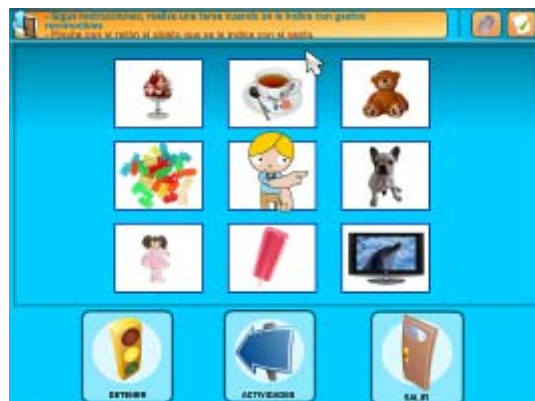 - Sigue instrucciones, realiza una tarea cuando se le indica con gestos
reconocibles
- Pincha con el ratón el objeto que se le indica con el gesto.
DETENER
ACTIVIDADES
SALIR